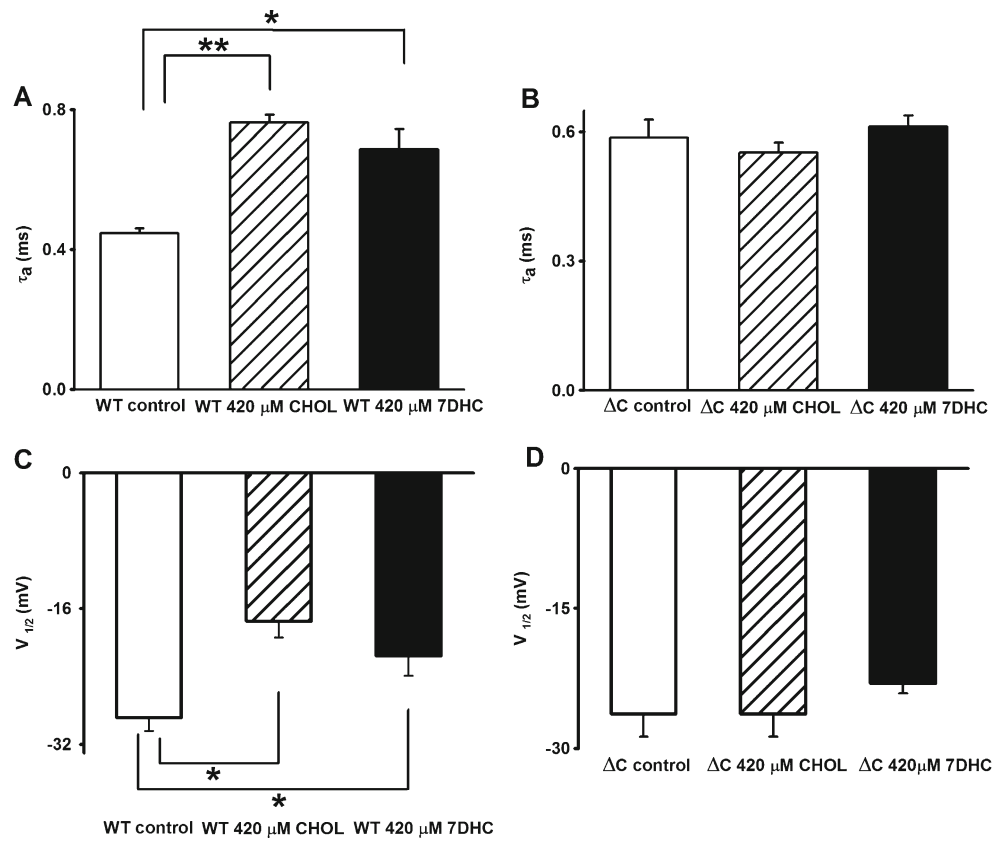 *
**
A
0.8
0.4
0.0
τa (ms)
WT control WT 420 μM CHOL WT 420 μM 7DHC
B
0.6
0.3
0.0
τa (ms)
ΔC control ΔC 420 μM CHOL ΔC 420 μM 7DHC
C
0
-16
-32
V 1/2 (mV)
*
*
WT control WT 420 μM CHOL WT 420 μM 7DHC
D
0
-15
-30
V 1/2 (mV)
ΔC control ΔC 420 μM CHOL ΔC 420μM 7DHC